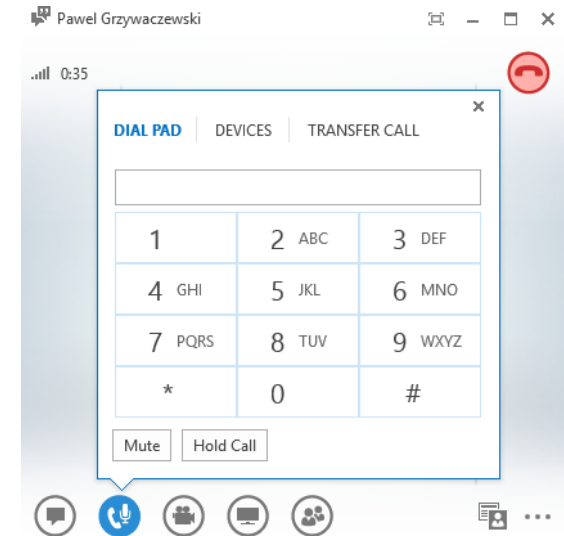 Pawel Grzywaczewski
0:35
DIAL PAD DEVICES TRANSFER CALL
1 2 ABC 3 DEF
4 GHI 5 JKL 6 MNO
7 PQRS 8 TUV 9 WXYZ
* 0 #
Mute Hold Call